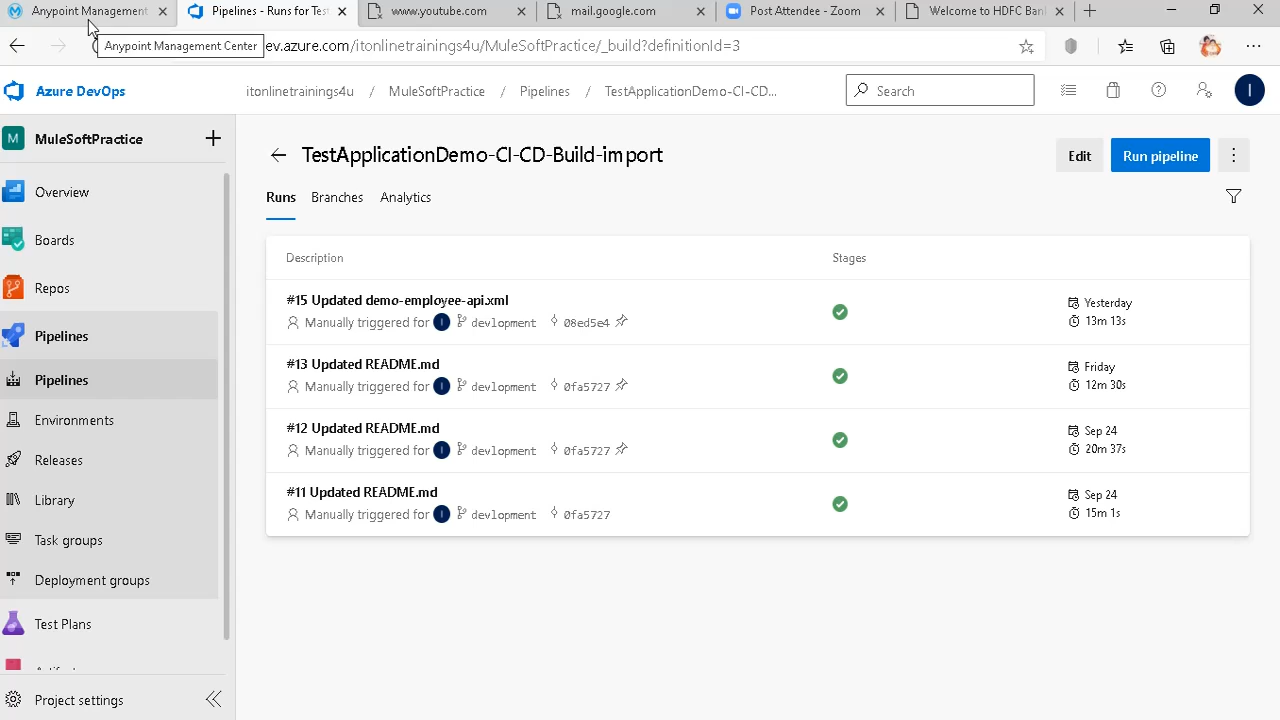 Anypoint Management
Pipelines - Runs for Test
www.youtube.com
mail.google.com
Post Attendee - Zoom
Welcome to HDFC Ban
Anypoint Management Center
ev.azure.com/itonlinetrainings4u/MuleSoftPractice/_build?definitionId=3
Azure DevOps
itonlinetrainings4u / MuleSoftPractice / Pipelines / TestApplicationDemo-CI-CD...
Search
I
M MuleSoftPractice
Overview
Boards
Repos
Pipelines
Pipelines
Environments
Releases
Library
Task groups
Deployment groups
Test Plans
Project settings
TestApplicationDemo-CI-CD-Build-import
Edit
Run pipeline
Runs
Branches
Analytics
Description
Stages
#15 Updated demo-employee-api.xml
Manually triggered for I devlopment 08ed5e4
Yesterday
13m 13s
#13 Updated README.md
Manually triggered for I devlopment 0fa5727
Friday
12m 30s
#12 Updated README.md
Manually triggered for I devlopment 0fa5727
Sep 24
20m 37s
#11 Updated README.md
Manually triggered for I devlopment 0fa5727
Sep 24
15m 1s